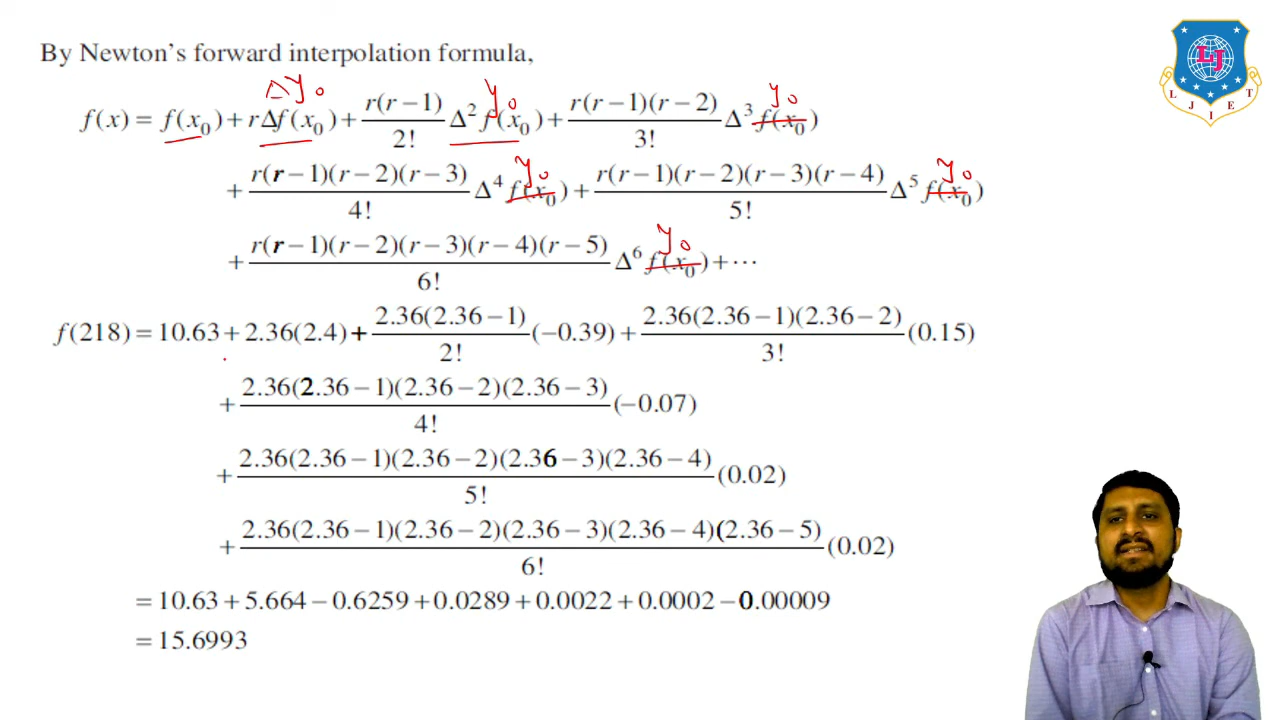 By Newton's forward interpolation formula,
Δy₀ y₀ y₀
f(x) = f(x₀) + rΔf(x₀) + r(r−1)/2! Δ² f(x₀) + r(r−1)(r−2)/3! Δ³ f(x₀)
y₀ y₀
+ r(r−1)(r−2)(r−3)/4! Δ⁴ f(x₀) + r(r−1)(r−2)(r−3)(r−4)/5! Δ⁵ f(x₀)
y₀
+ r(r−1)(r−2)(r−3)(r−4)(r−5)/6! Δ⁶ f(x₀) + ⋯
f(218) = 10.63 + 2.36(2.4) + 2.36(2.36−1)/2! (−0.39) + 2.36(2.36−1)(2.36−2)/3! (0.15)
+ 2.36(2.36−1)(2.36−2)(2.36−3)/4! (−0.07)
+ 2.36(2.36−1)(2.36−2)(2.36−3)(2.36−4)/5! (0.02)
+ 2.36(2.36−1)(2.36−2)(2.36−3)(2.36−4)(2.36−5)/6! (0.02)
= 10.63 + 5.664 − 0.6259 + 0.0289 + 0.0022 + 0.0002 − 0.00009
= 15.6993
LJ
L J I E T